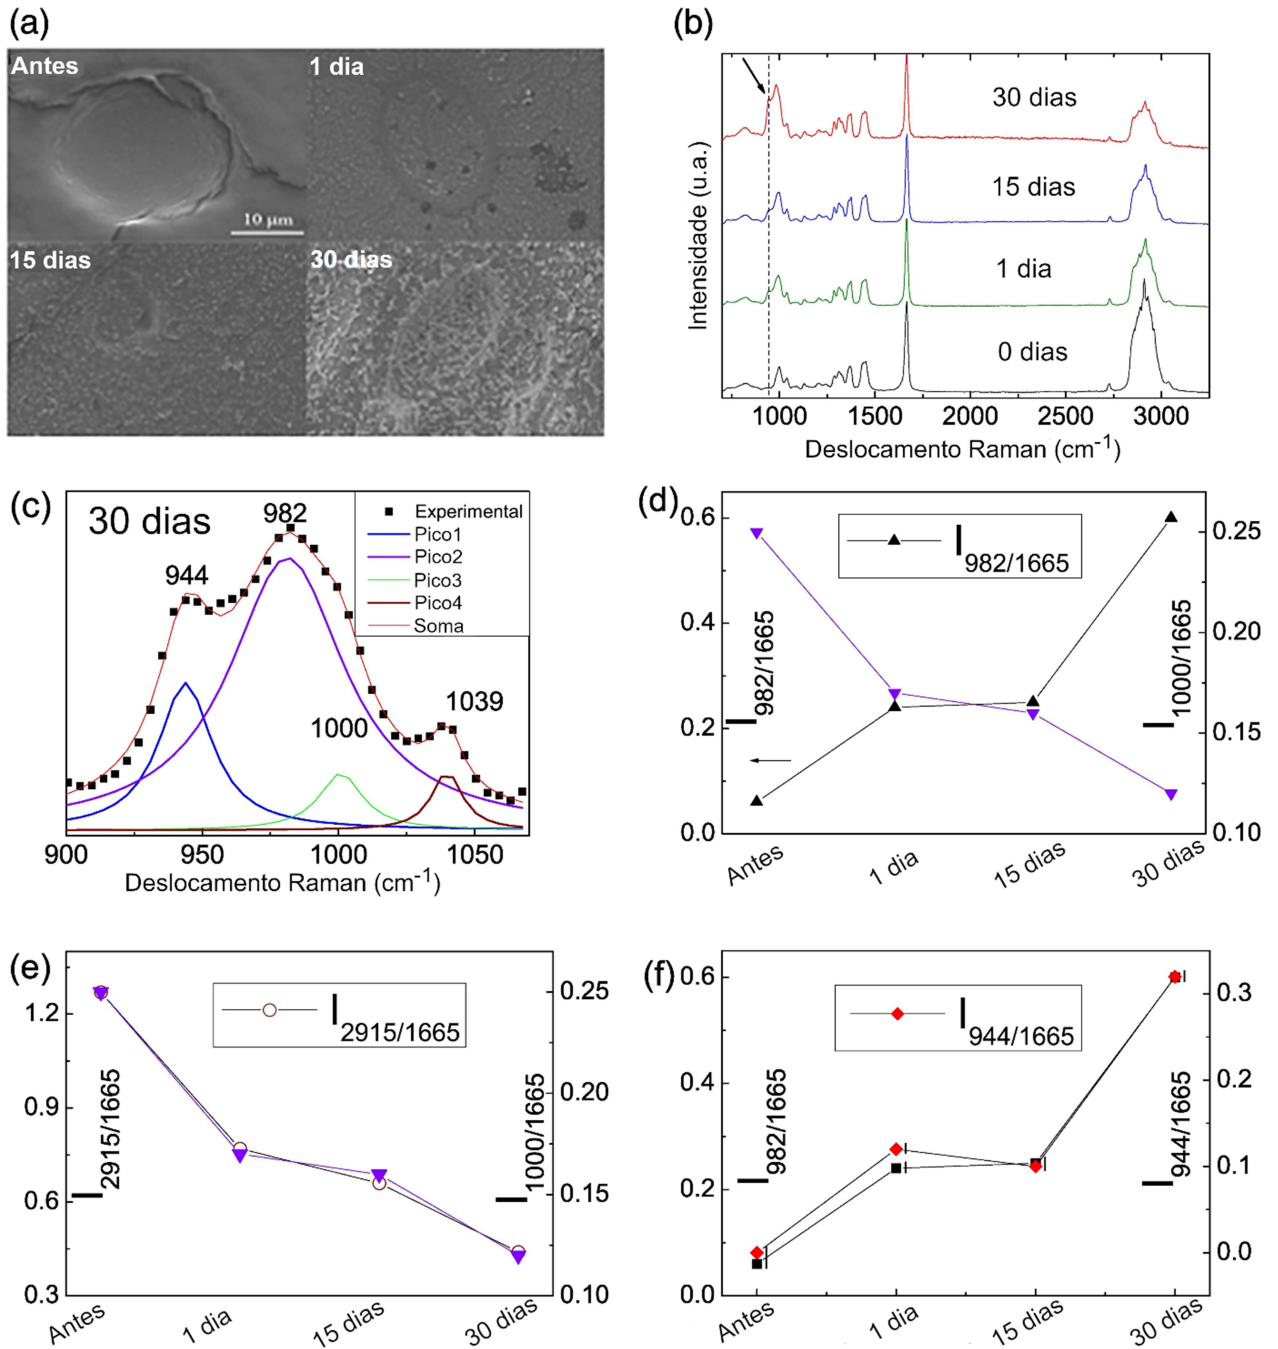 (a)
Antes
1 dia
10 µm
15 dias
30 dias
(b)
30 dias
15 dias
1 dia
0 dias
Intensidade (u.a.)
1000 1500 2000 2500 3000
Deslocamento Raman (cm-1)
(c)
30 dias
944
982
1000
1039
Experimental
Pico1
Pico2
Pico3
Pico4
Soma
900 950 1000 1050
Deslocamento Raman (cm-1)
(d)
I982/1665
0.6
0.4
0.2
0.0
982/1665
1000/1665
0.25
0.20
0.15
0.10
Antes
1 dia
15 dias
30 dias
(e)
I2915/1665
1.2
0.9
0.6
0.3
2915/1665
1000/1665
0.25
0.20
0.15
0.10
Antes
1 dia
15 dias
30 dias
(f)
I944/1665
0.6
0.4
0.2
0.0
982/1665
944/1665
0.3
0.2
0.1
0.0
Antes
1 dia
15 dias
30 dias